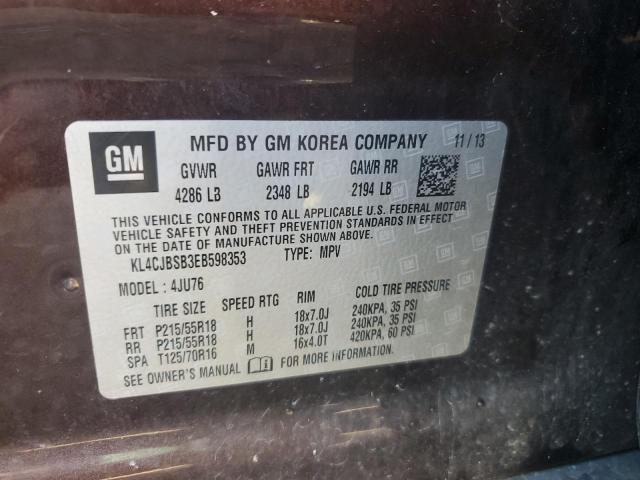 GM
MFD BY GM KOREA COMPANY 11/13
GVWR GAWR FRT GAWR RR
4286 LB 2348 LB 2194 LB
THIS VEHICLE CONFORMS TO ALL APPLICABLE U.S. FEDERAL MOTOR
VEHICLE SAFETY AND THEFT PREVENTION STANDARDS IN EFFECT
ON THE DATE OF MANUFACTURE SHOWN ABOVE.
KL4CJBSB3EB598353 TYPE: MPV
MODEL : 4JU76
TIRE SIZE SPEED RTG RIM COLD TIRE PRESSURE
FRT P215/55R18 H 18x7.0J 240KPA, 35 PSI
RR P215/55R18 H 18x7.0J 240KPA, 35 PSI
SPA T125/70R16 M 16x4.0T 420KPA, 60 PSI
SEE OWNER'S MANUAL FOR MORE INFORMATION.